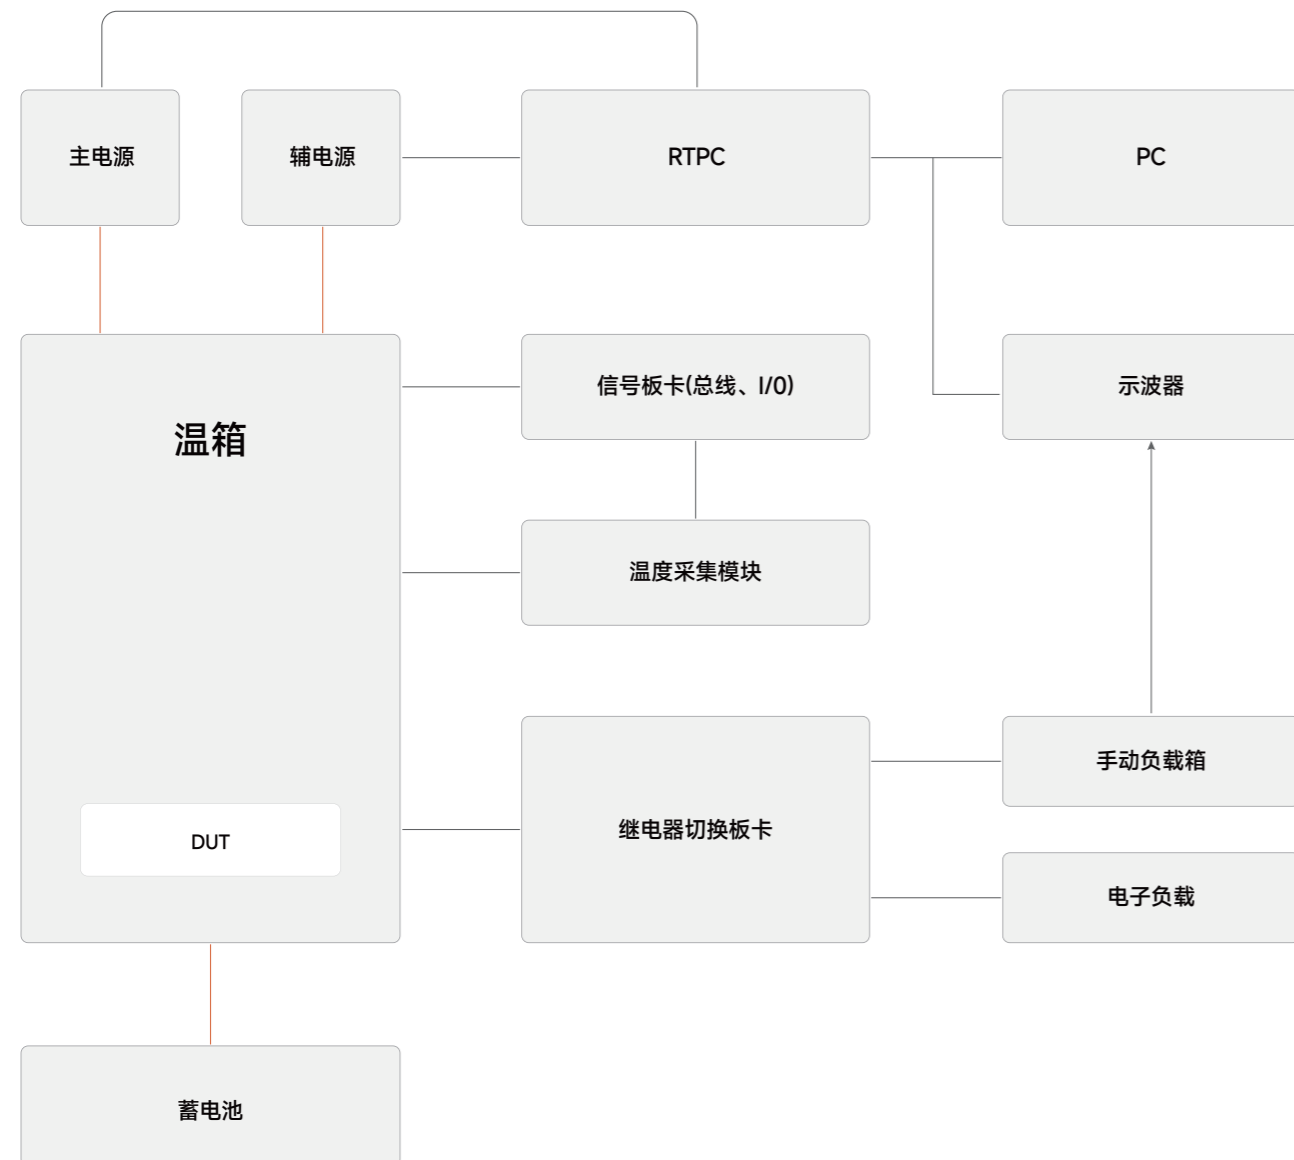 主电源
辅电源
RTPC
PC
温箱
信号板卡(总线、I/0)
示波器
温度采集模块
手动负载箱
继电器切换板卡
DUT
电子负载
蓄电池